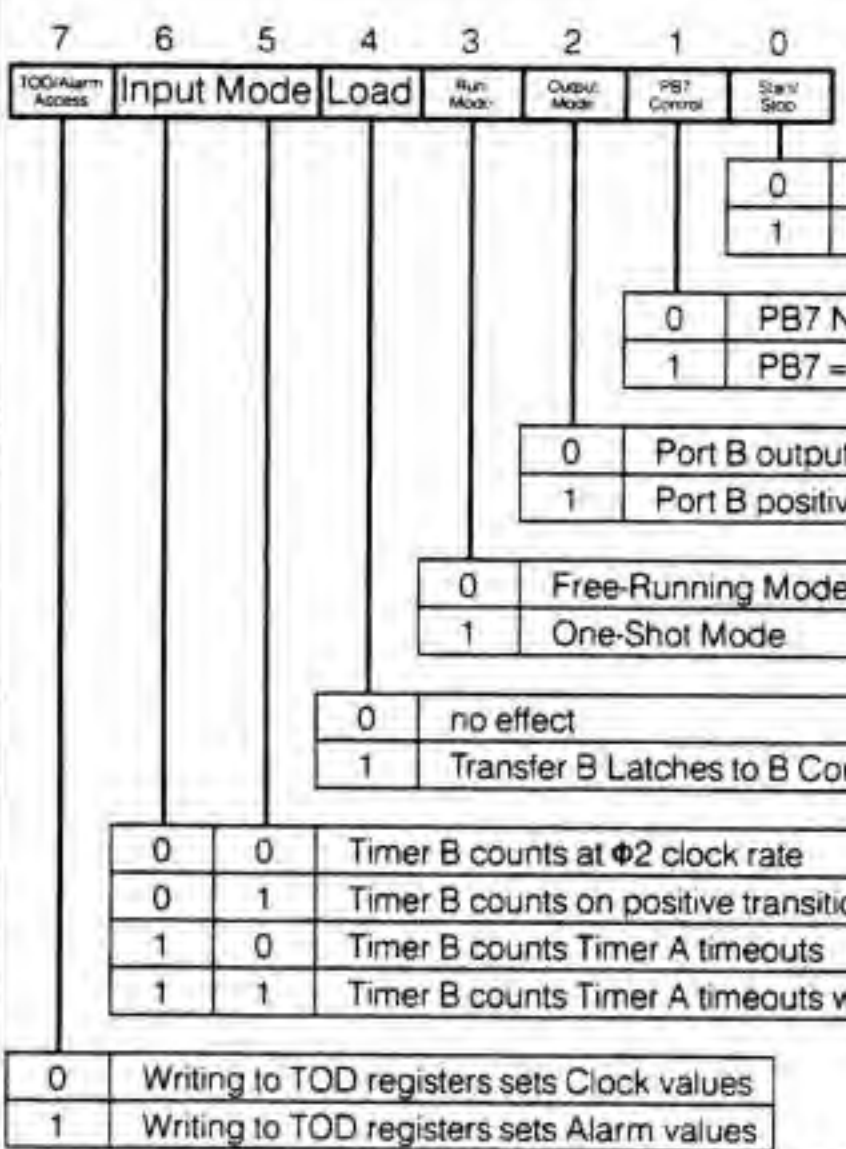 7 6 5 4 3 2 1 0
TOD/Alarm Access Input Mode Load Run Mode Output Mode PB7 Control Start/Stop
0
1
0 PB7 N
1 PB7 =
0 Port B output
1 Port B positiv
0 Free-Running Mode
1 One-Shot Mode
0 no effect
1 Transfer B Latches to B Cou
0 0 Timer B counts at Φ2 clock rate
0 1 Timer B counts on positive transitio
1 0 Timer B counts Timer A timeouts
1 1 Timer B counts Timer A timeouts w
0 Writing to TOD registers sets Clock values
1 Writing to TOD registers sets Alarm values